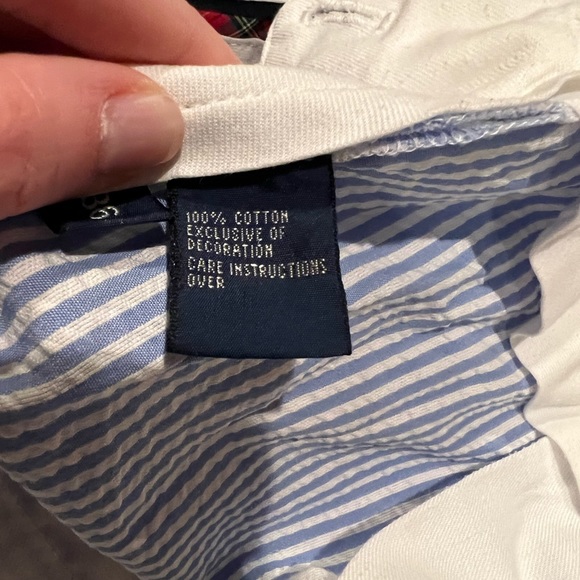 100% COTTON
EXCLUSIVE OF
DECORATION
CARE INSTRUCTIONS
OVER